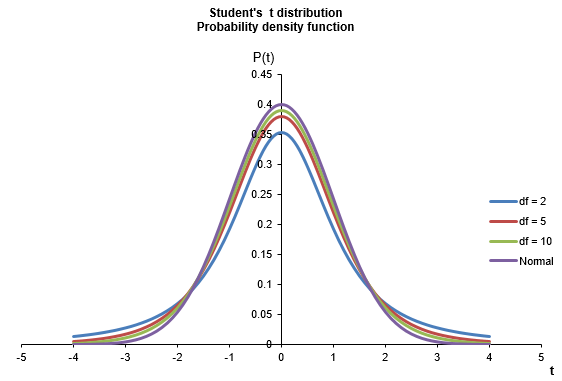 Student's t distribution
Probability density function
P(t)
0.45
0.4
0.35
0.3
0.25
0.2
0.15
0.1
0.05
0
-5 -4 -3 -2 -1 0 1 2 3 4 5
t
df = 2
df = 5
df = 10
Normal